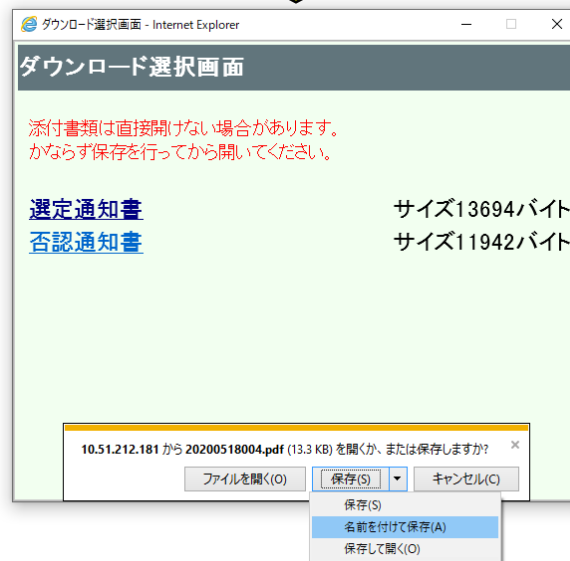 ダウンロード選択画面 - Internet Explorer
ダウンロード選択画面
添付書類は直接開けない場合があります。
かならず保存を行ってから開いてください。
選定通知書 サイズ13694バイト
否認通知書 サイズ11942バイト
10.51.212.181 から 20200518004.pdf (13.3 KB) を開くか、または保存しますか?
ファイルを開く(O) 保存(S) キャンセル(C)
保存(S)
名前を付けて保存(A)
保存して開く(O)